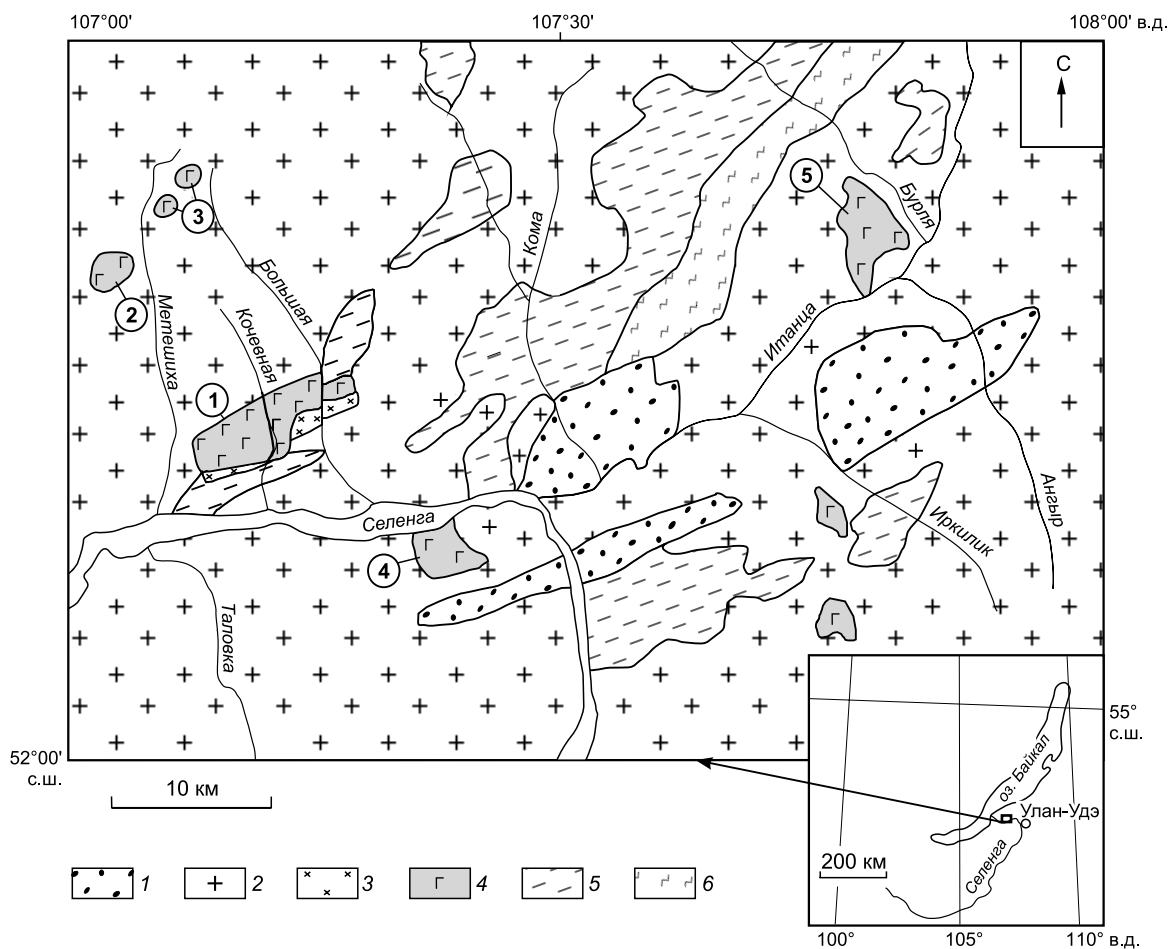 107°00'
107°30'
108°00' в.д.
С
5
Бурля
3
Кома
Большая
2
Метешиха
Кочевная
Итанца
1
Ангыр
Селенга
Иркилик
4
Таловка
52°00'
с.ш.
10 км
55°
с.ш.
оз. Байкал
Улан-Удэ
200 км
Селенга
100°
105°
110° в.д.
1
2
3
4
5
6